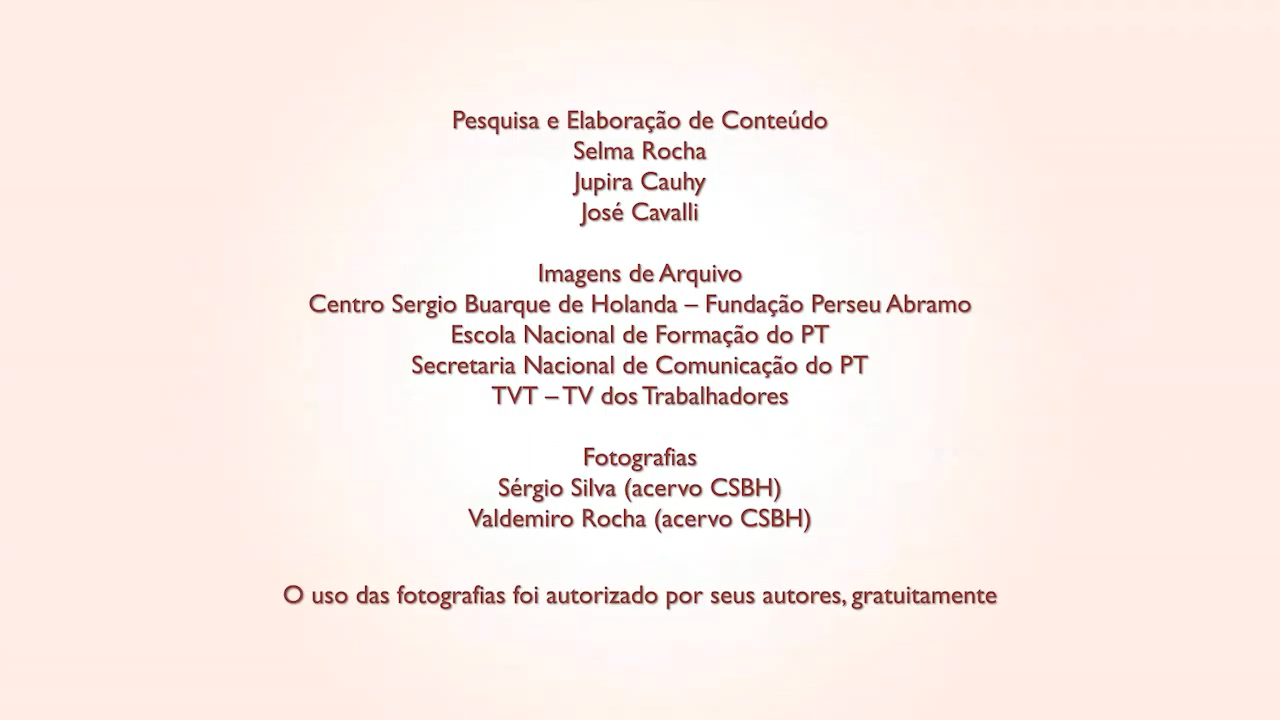 Pesquisa e Elaboração de Conteúdo
Selma Rocha
Jupira Cauhy
José Cavalli
Imagens de Arquivo
Centro Sergio Buarque de Holanda – Fundação Perseu Abramo
Escola Nacional de Formação do PT
Secretaria Nacional de Comunicação do PT
TVT – TV dos Trabalhadores
Fotografias
Sérgio Silva (acervo CSBH)
Valdemiro Rocha (acervo CSBH)
O uso das fotografias foi autorizado por seus autores, gratuitamente